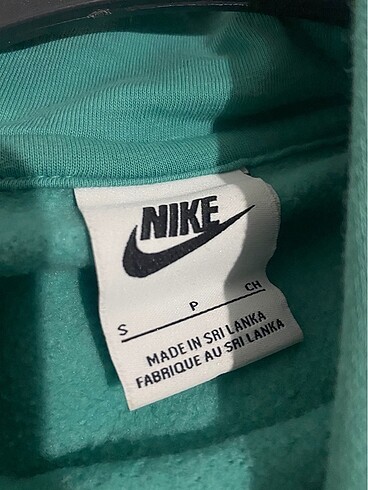 NIKE
S P CH
MADE IN SRI LANKA
FABRIQUE AU SRI LANKA